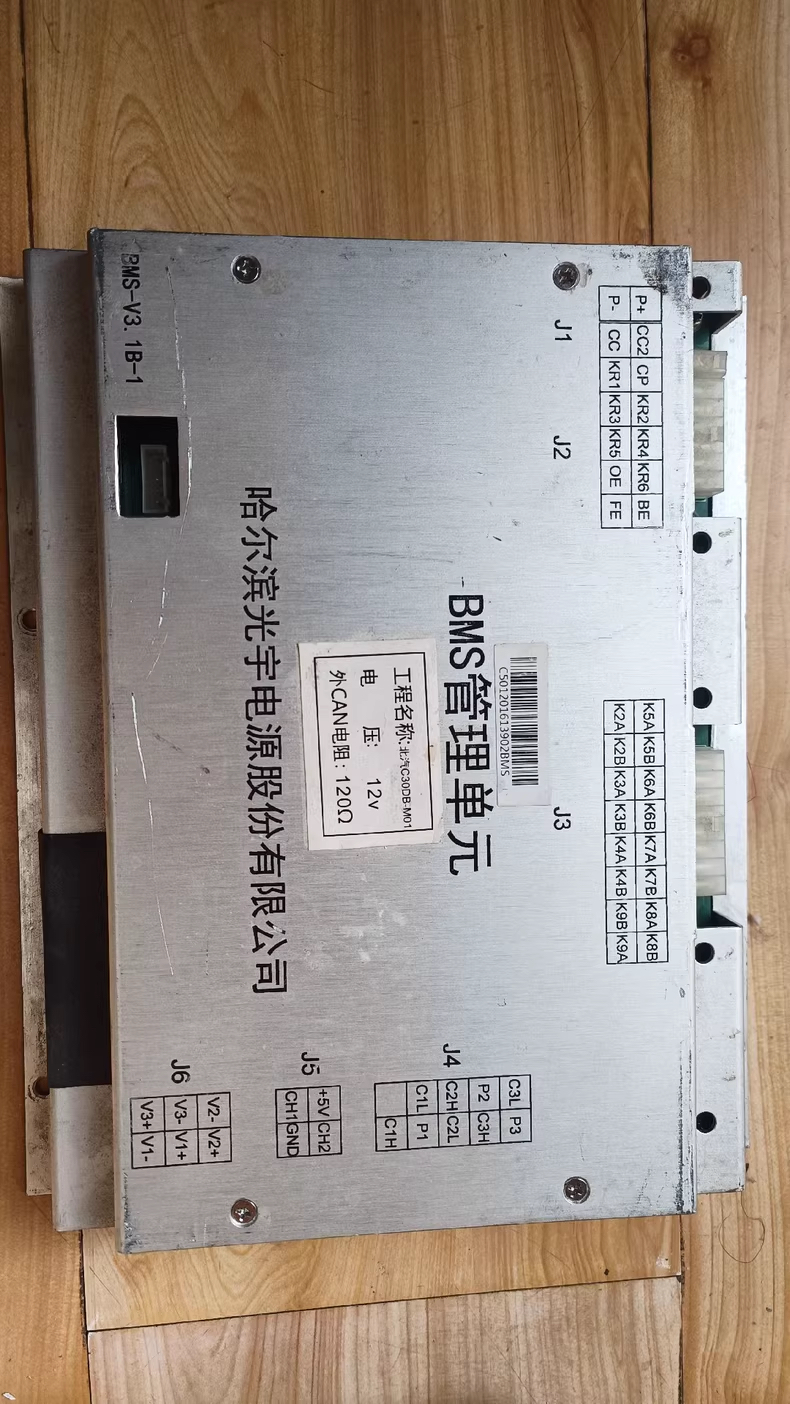 P+ CC2 CP KR2 KR4 KR6 BE
P- CC KR1 KR3 KR5 OE FE
K5A K5B K6A K6B K7A K7B K8A K8B
K2A K2B K3A K3B K4A K4B K9B K9A
J1
J2
J3
C501201613902BMS
BMS管理单元
工程名称:北汽C30DB-M01
电 压: 12v
外CAN电阻: 120Ω
哈尔滨光宇电源股份有限公司
J4
C3L P3
P2 C3H
C2H C2L
C1L P1
C1H
J5
+5V CH2
CH1 GND
J6
V2- V2+
V3- V1+
V3+ V1-
BMS-V3.1B-1